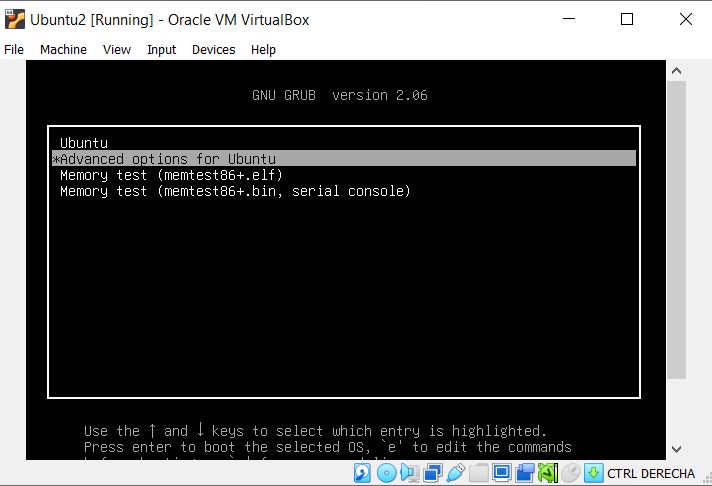 Ubuntu2 [Running] - Oracle VM VirtualBox
File Machine View Input Devices Help
GNU GRUB version 2.06
Ubuntu
*Advanced options for Ubuntu
Memory test (memtest86+.elf)
Memory test (memtest86+.bin, serial console)
Use the ↑ and ↓ keys to select which entry is highlighted.
Press enter to boot the selected OS, `e' to edit the commands
CTRL DERECHA